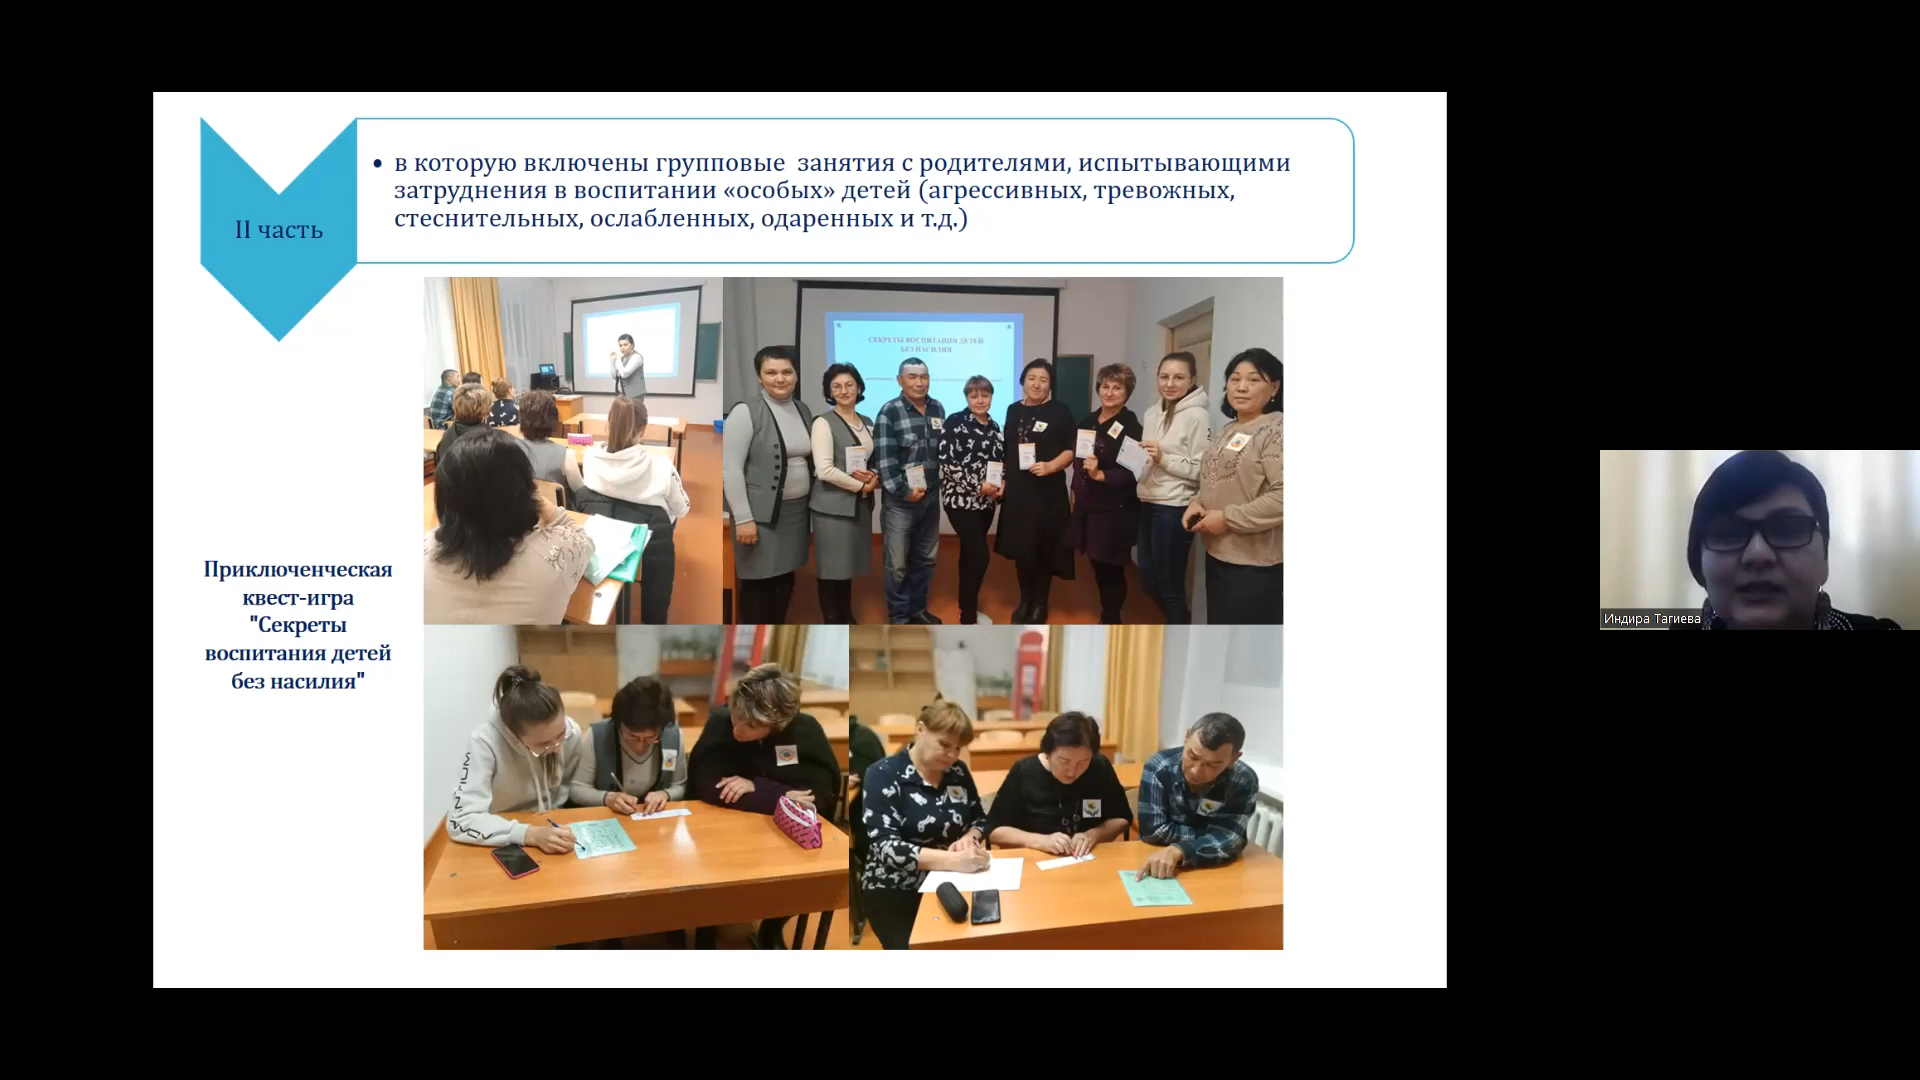 II часть
• в которую включены групповые занятия с родителями, испытывающими
затруднения в воспитании «особых» детей (агрессивных, тревожных,
стеснительных, ослабленных, одаренных и т.д.)
СЕКРЕТЫ ВОСПИТАНИЯ ДЕТЕЙ
БЕЗ НАСИЛИЯ
Приключенческая
квест-игра
"Секреты
воспитания детей
без насилия"
Индира Тагиева